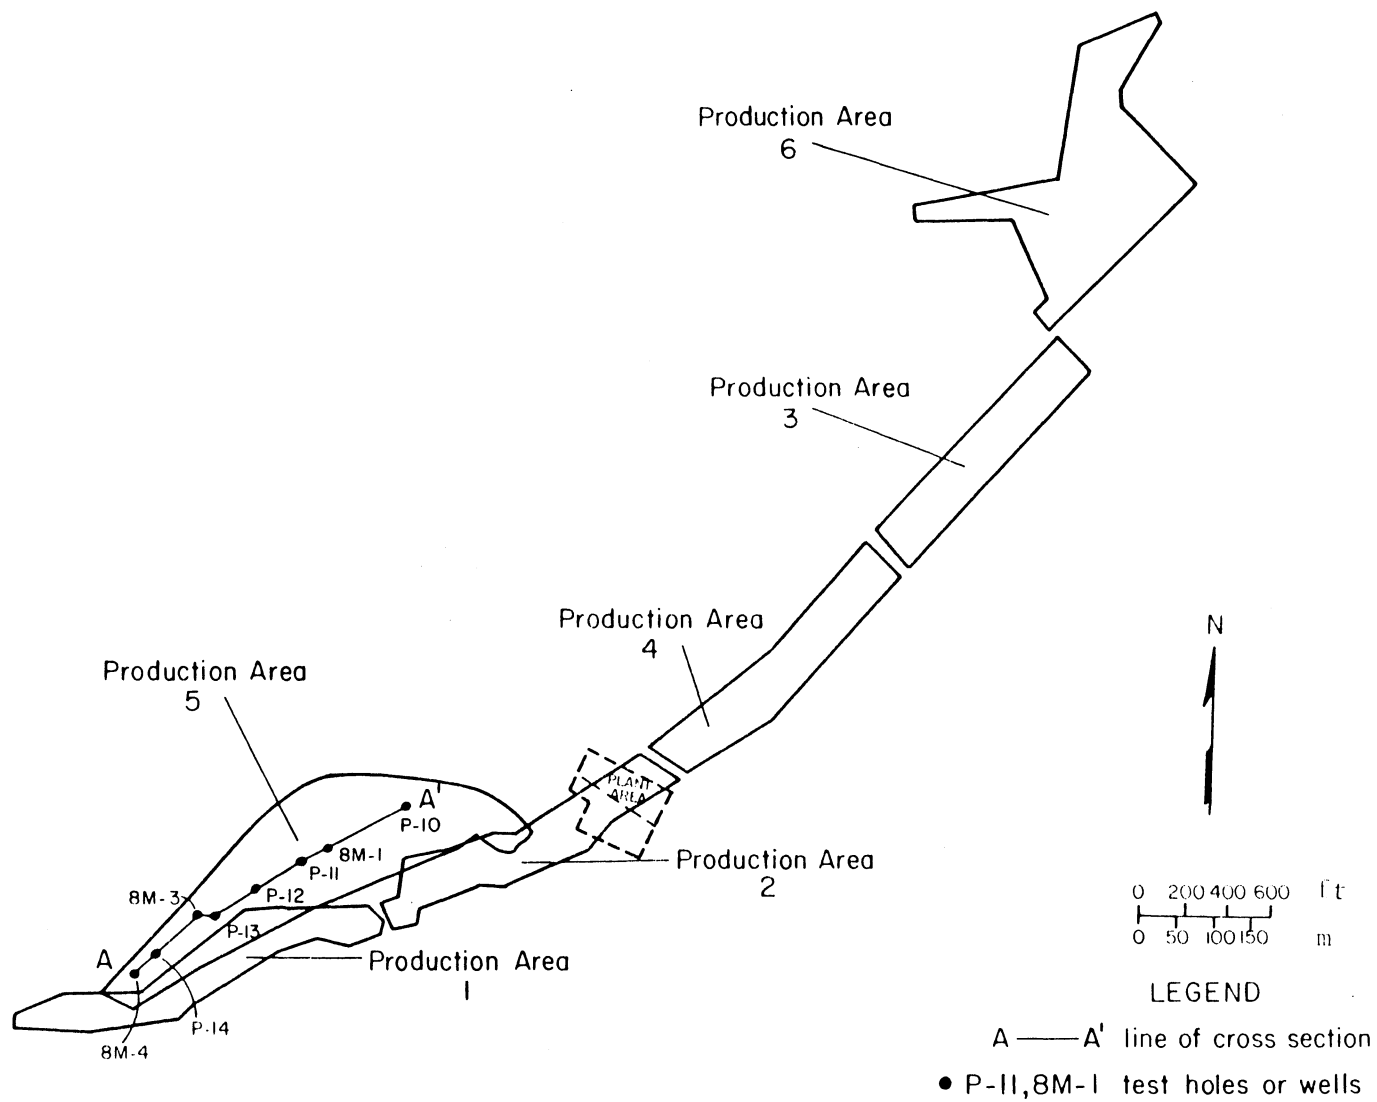 Production Area
6
Production Area
3
N
Production Area
4
Production Area
5
PLANT
AREA
A'
P-10
8M-1
P-11
Production Area
2
P-12
8M-3
0 200 400 600 ft
P-13
0 50 100 150 m
A
Production Area
1
LEGEND
P-14
A A' line of cross section
8M-4
P-11, 8M-1 test holes or wells